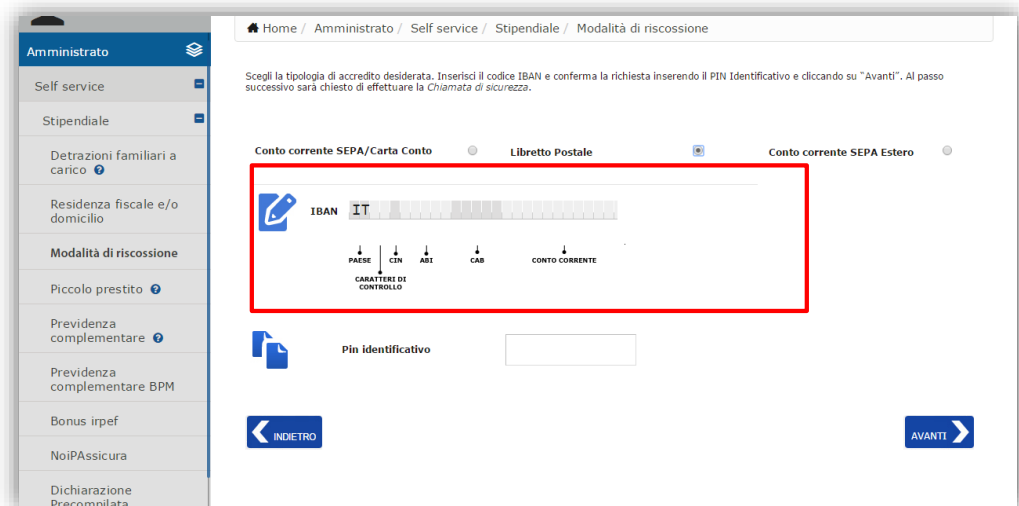 Home / Amministrato / Self service / Stipendiale / Modalità di riscossione
Amministrato
Self service
Stipendiale
Detrazioni familiari a
carico ?
Residenza fiscale e/o
domicilio
Modalità di riscossione
Piccolo prestito ?
Previdenza
complementare ?
Previdenza
complementare BPM
Bonus irpef
NoiPAssicura
Dichiarazione
Precompilata
Scegli la tipologia di accredito desiderata. Inserisci il codice IBAN e conferma la richiesta inserendo il PIN Identificativo e cliccando su "Avanti". Al passo
successivo sarà chiesto di effettuare la Chiamata di sicurezza.
Conto corrente SEPA/Carta Conto Libretto Postale Conto corrente SEPA Estero
IBAN IT
PAESE CIN ABI CAB CONTO CORRENTE
CARATTERI DI
CONTROLLO
Pin identificativo
INDIETRO AVANTI